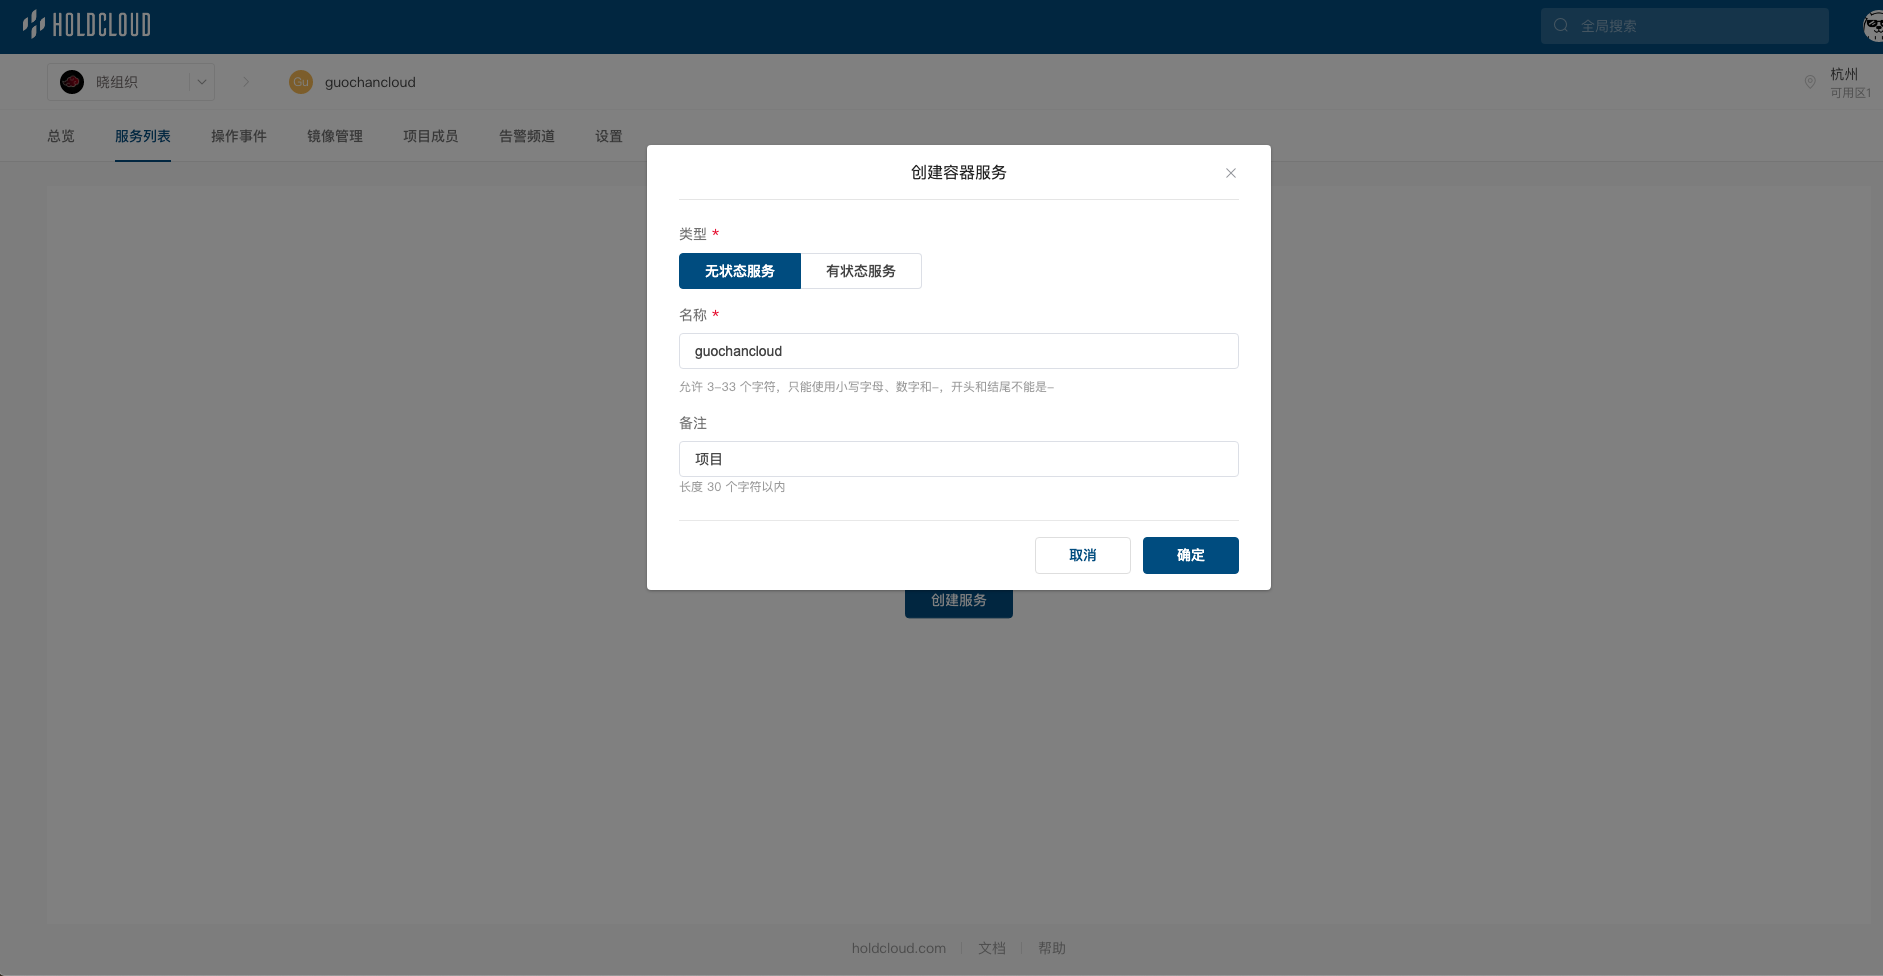 HOLDCLOUD
全局搜索
晓组织
Gu
guochancloud
杭州
可用区1
总览
服务列表
操作事件
镜像管理
项目成员
告警频道
设置
创建容器服务
类型 *
无状态服务
有状态服务
名称 *
guochancloud
允许 3-33 个字符，只能使用小写字母、数字和-，开头和结尾不能是-
备注
项目
长度 30 个字符以内
取消
确定
创建服务
holdcloud.com
文档
帮助